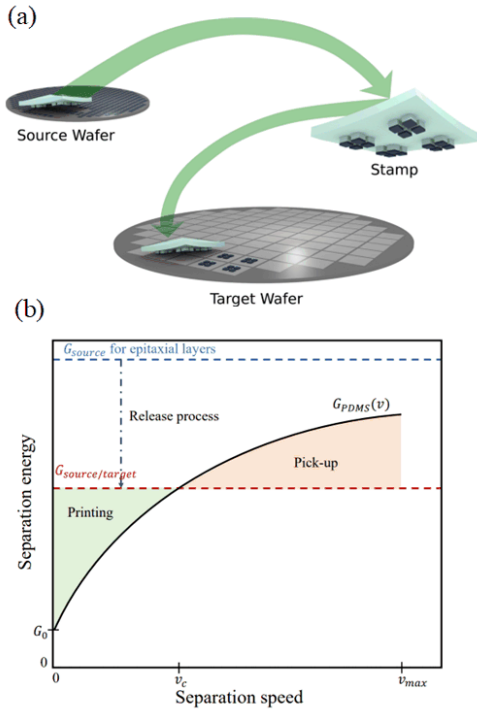 (a)
Source Wafer
Stamp
Target Wafer
(b)
G_source for epitaxial layers
G_PDMS(v)
Release process
G_source/target
Pick-up
Printing
Separation energy
G_0
0
0
v_c
v_max
Separation speed